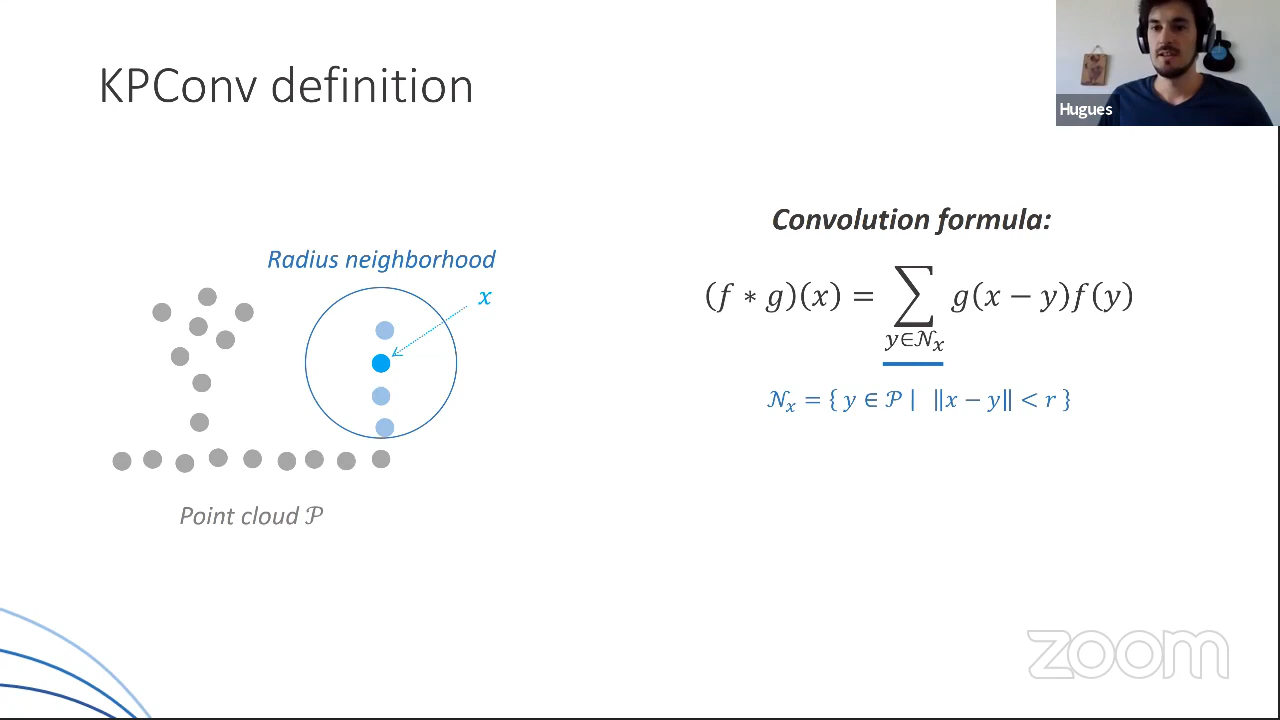 KPConv definition
Hugues
Convolution formula:
(f ∗ g)(x) = ∑ g(x − y)f(y)
y∈𝒩ₓ
𝒩ₓ = { y ∈ 𝒫 | ‖x − y‖ < r }
Radius neighborhood
x
Point cloud 𝒫
zoom